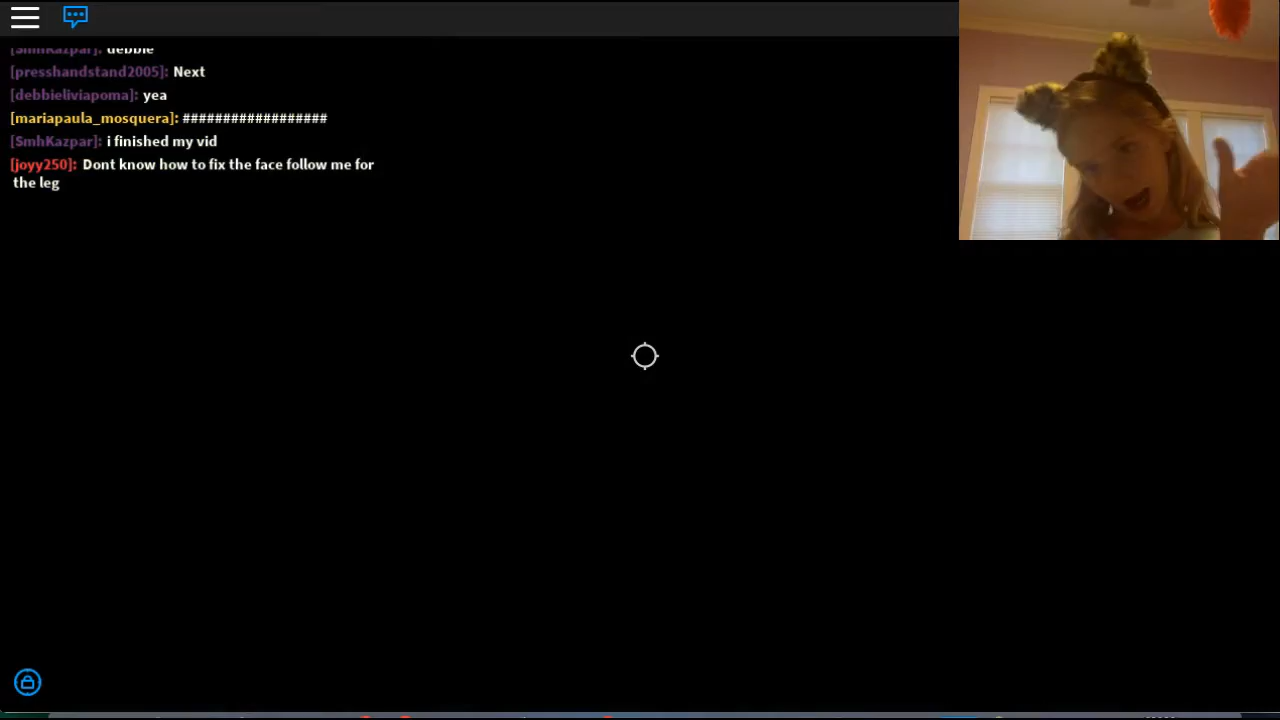 [SmhKazpar]: debbie
[presshandstand2005]: Next
[debbieliviapoma]: yea
[mariapaula_mosquera]: #################
[SmhKazpar]: i finished my vid
[joyy250]: Dont know how to fix the face follow me for
the leg